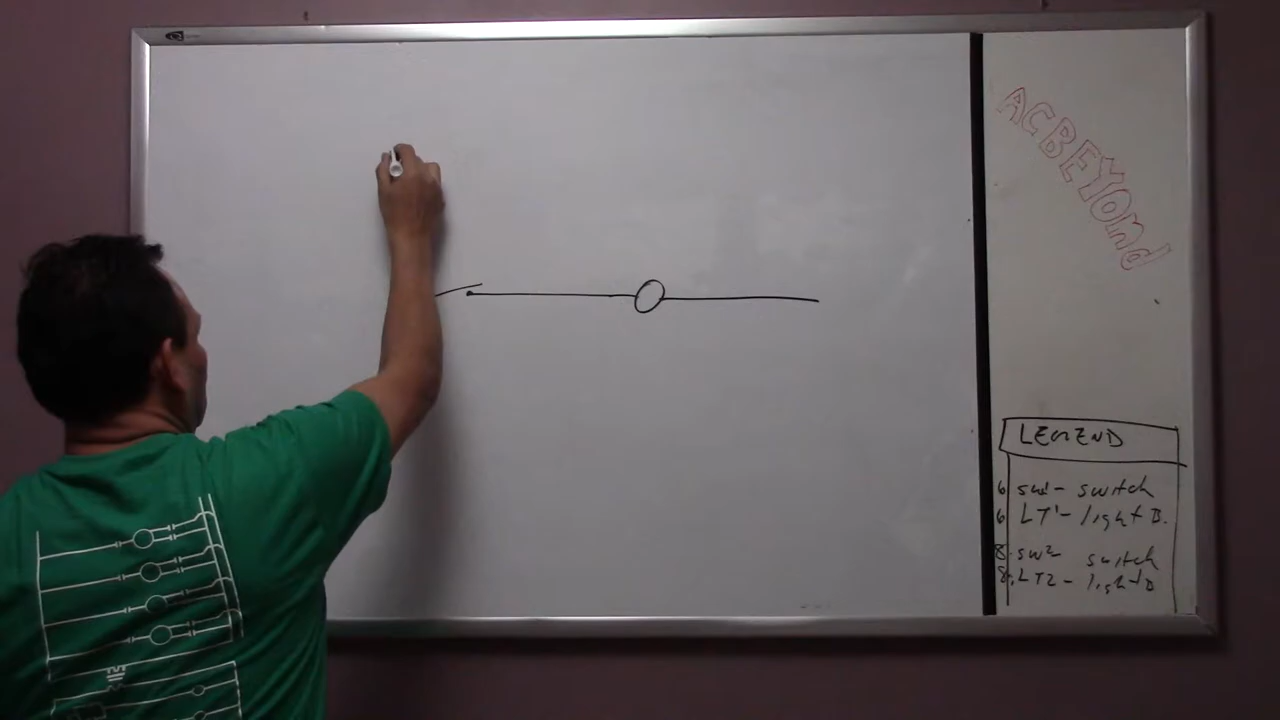 ACBEYOnd
LEGEND
6 SW1- switch
6 LT1- light B.
8. SW2- switch
8. LT2- light B